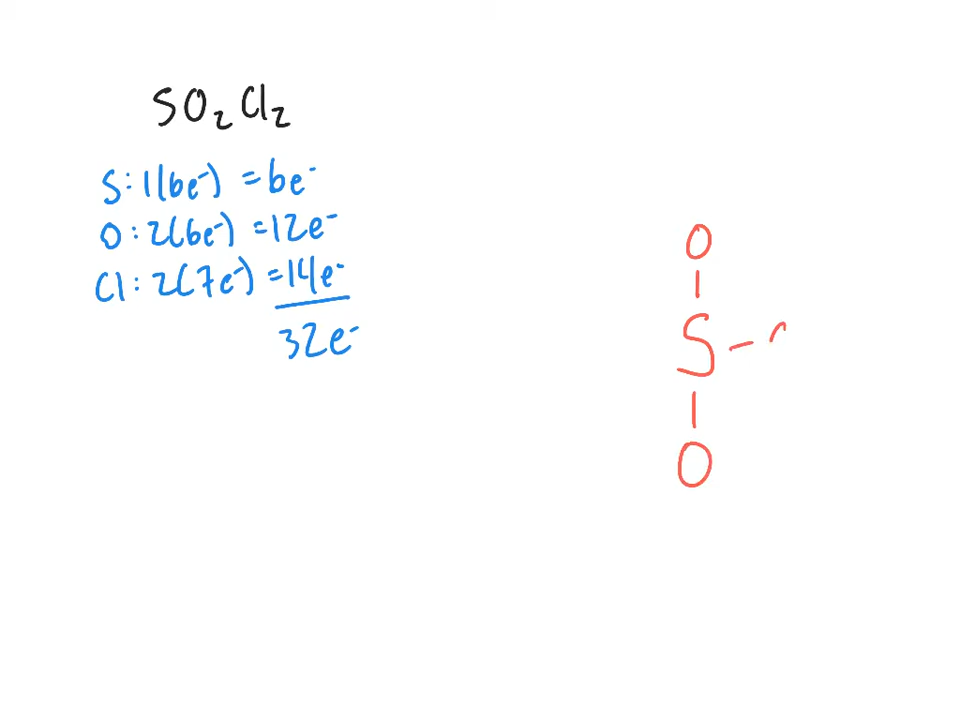 SO₂Cl₂
S: 1(6e⁻) = 6e⁻
O: 2(6e⁻) = 12e⁻
Cl: 2(7e⁻) = 14e⁻
32e⁻
O
|
S –
|
O